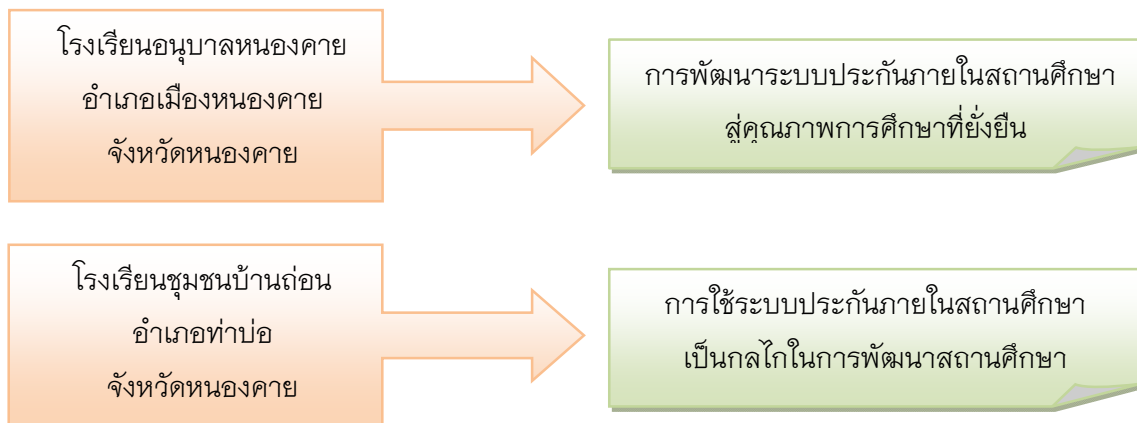 โรงเรียนอนุบาลหนองคาย
อำเภอเมืองหนองคาย
จังหวัดหนองคาย
การพัฒนาระบบประกันภายในสถานศึกษา
สู่คุณภาพการศึกษาที่ยั่งยืน
โรงเรียนชุมชนบ้านถ่อน
อำเภอท่าบ่อ
จังหวัดหนองคาย
การใช้ระบบประกันภายในสถานศึกษา
เป็นกลไกในการพัฒนาสถานศึกษา